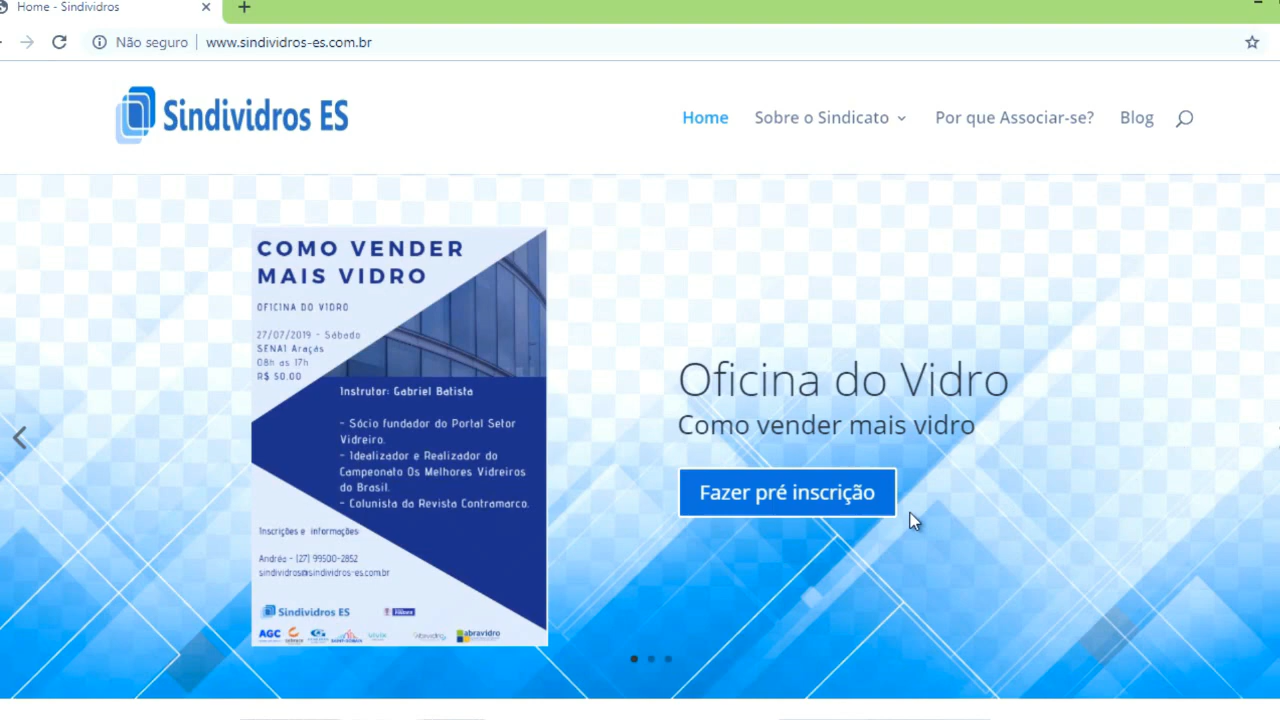 Home - Sindividros
Não seguro
www.sindividros-es.com.br
Sindividros ES
Home
Sobre o Sindicato
Por que Associar-se?
Blog
COMO VENDER
MAIS VIDRO
OFICINA DO VIDRO
27/07/2019 - Sábado
SENAI Araçás
08h as 17h
R$ 50,00
Instrutor: Gabriel Batista
- Sócio fundador do Portal Setor
Vidreiro.
- Idealizador e Realizador do
Campeonato Os Melhores Vidreiros
do Brasil.
- Colunista da Revista Contramarco.
Inscrições e informações
Andréa - (27) 99500-2852
sindividros@sindividros-es.com.br
Sindividros ES
AGC
abravidro
Oficina do Vidro
Como vender mais vidro
Fazer pré inscrição